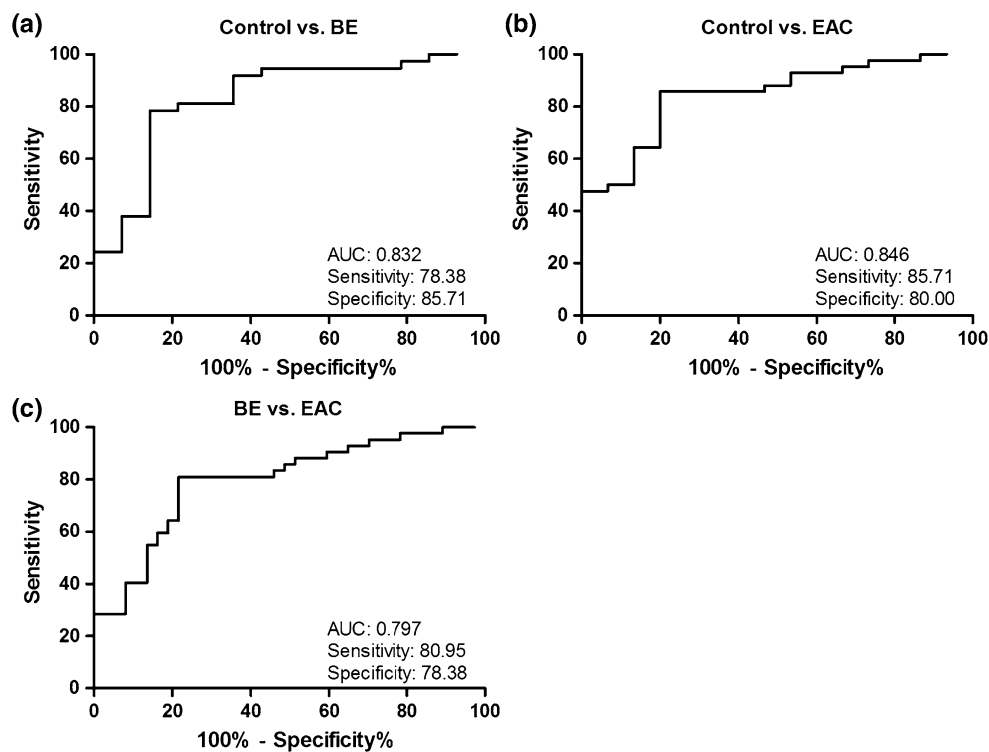 (a)
Control vs. BE
100
80
60
40
20
0
Sensitivity
AUC: 0.832
Sensitivity: 78.38
Specificity: 85.71
0 20 40 60 80 100
100% - Specificity%
(b)
Control vs. EAC
100
80
60
40
20
0
Sensitivity
AUC: 0.846
Sensitivity: 85.71
Specificity: 80.00
0 20 40 60 80 100
100% - Specificity%
(c)
BE vs. EAC
100
80
60
40
20
0
Sensitivity
AUC: 0.797
Sensitivity: 80.95
Specificity: 78.38
0 20 40 60 80 100
100% - Specificity%